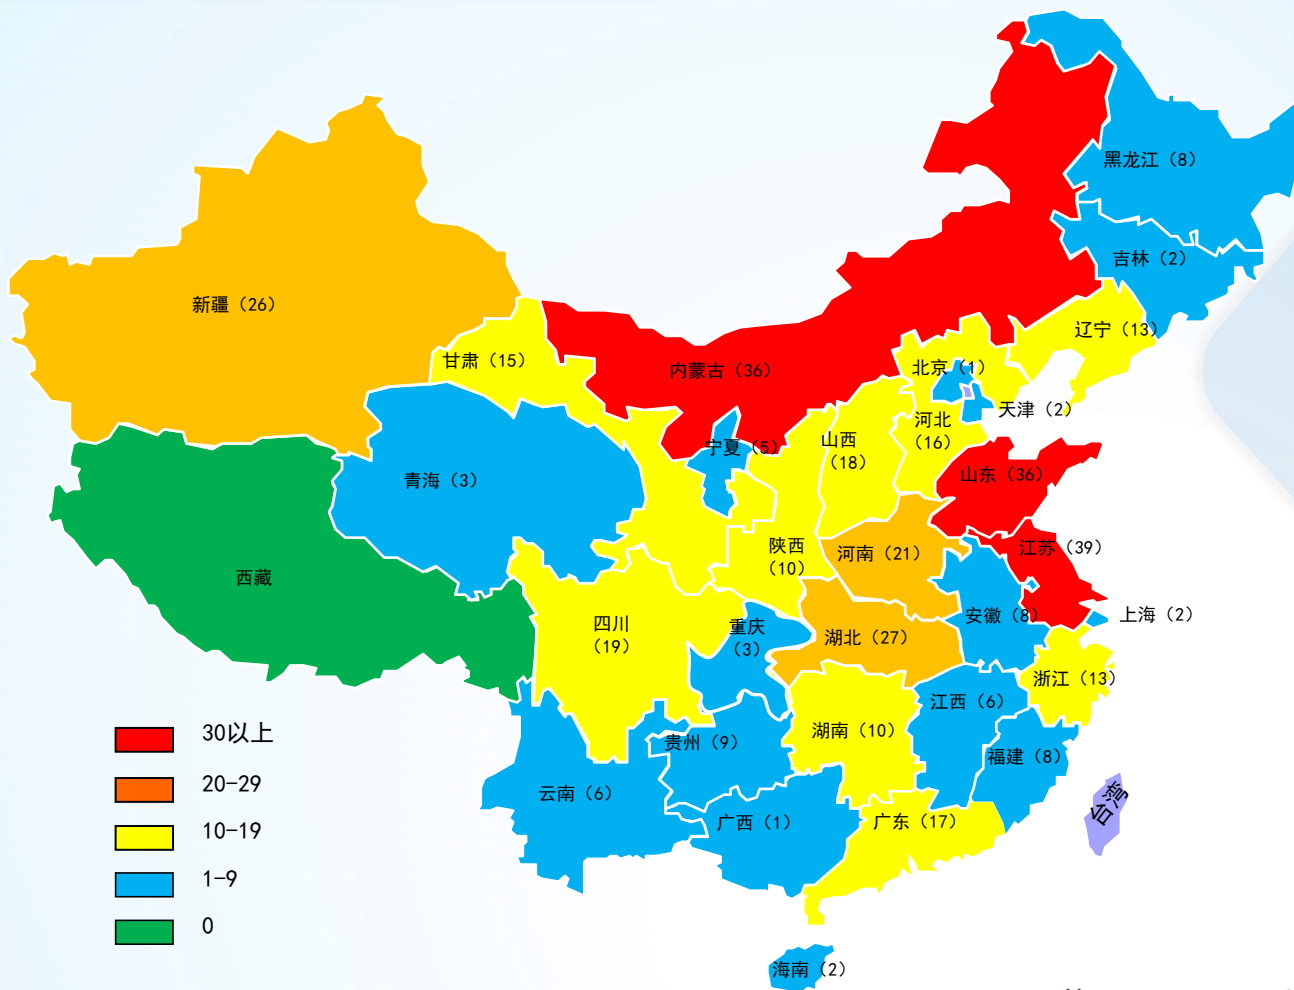 黑龙江（8）
吉林（2）
新疆（26）
辽宁（13）
甘肃（15）
内蒙古（36）
北京（1）
天津（2）
河北
（16）
宁夏（5）
山西
（18）
山东（36）
青海（3）
陕西
（10）
河南（21）
江苏（39）
西藏
安徽（8）
上海（2）
四川
（19）
重庆
（3）
湖北（27）
浙江（13）
江西（6）
湖南（10）
贵州（9）
福建（8）
云南（6）
广西（1）
广东（17）
台湾
海南（2）
30以上
20-29
10-19
1-9
0